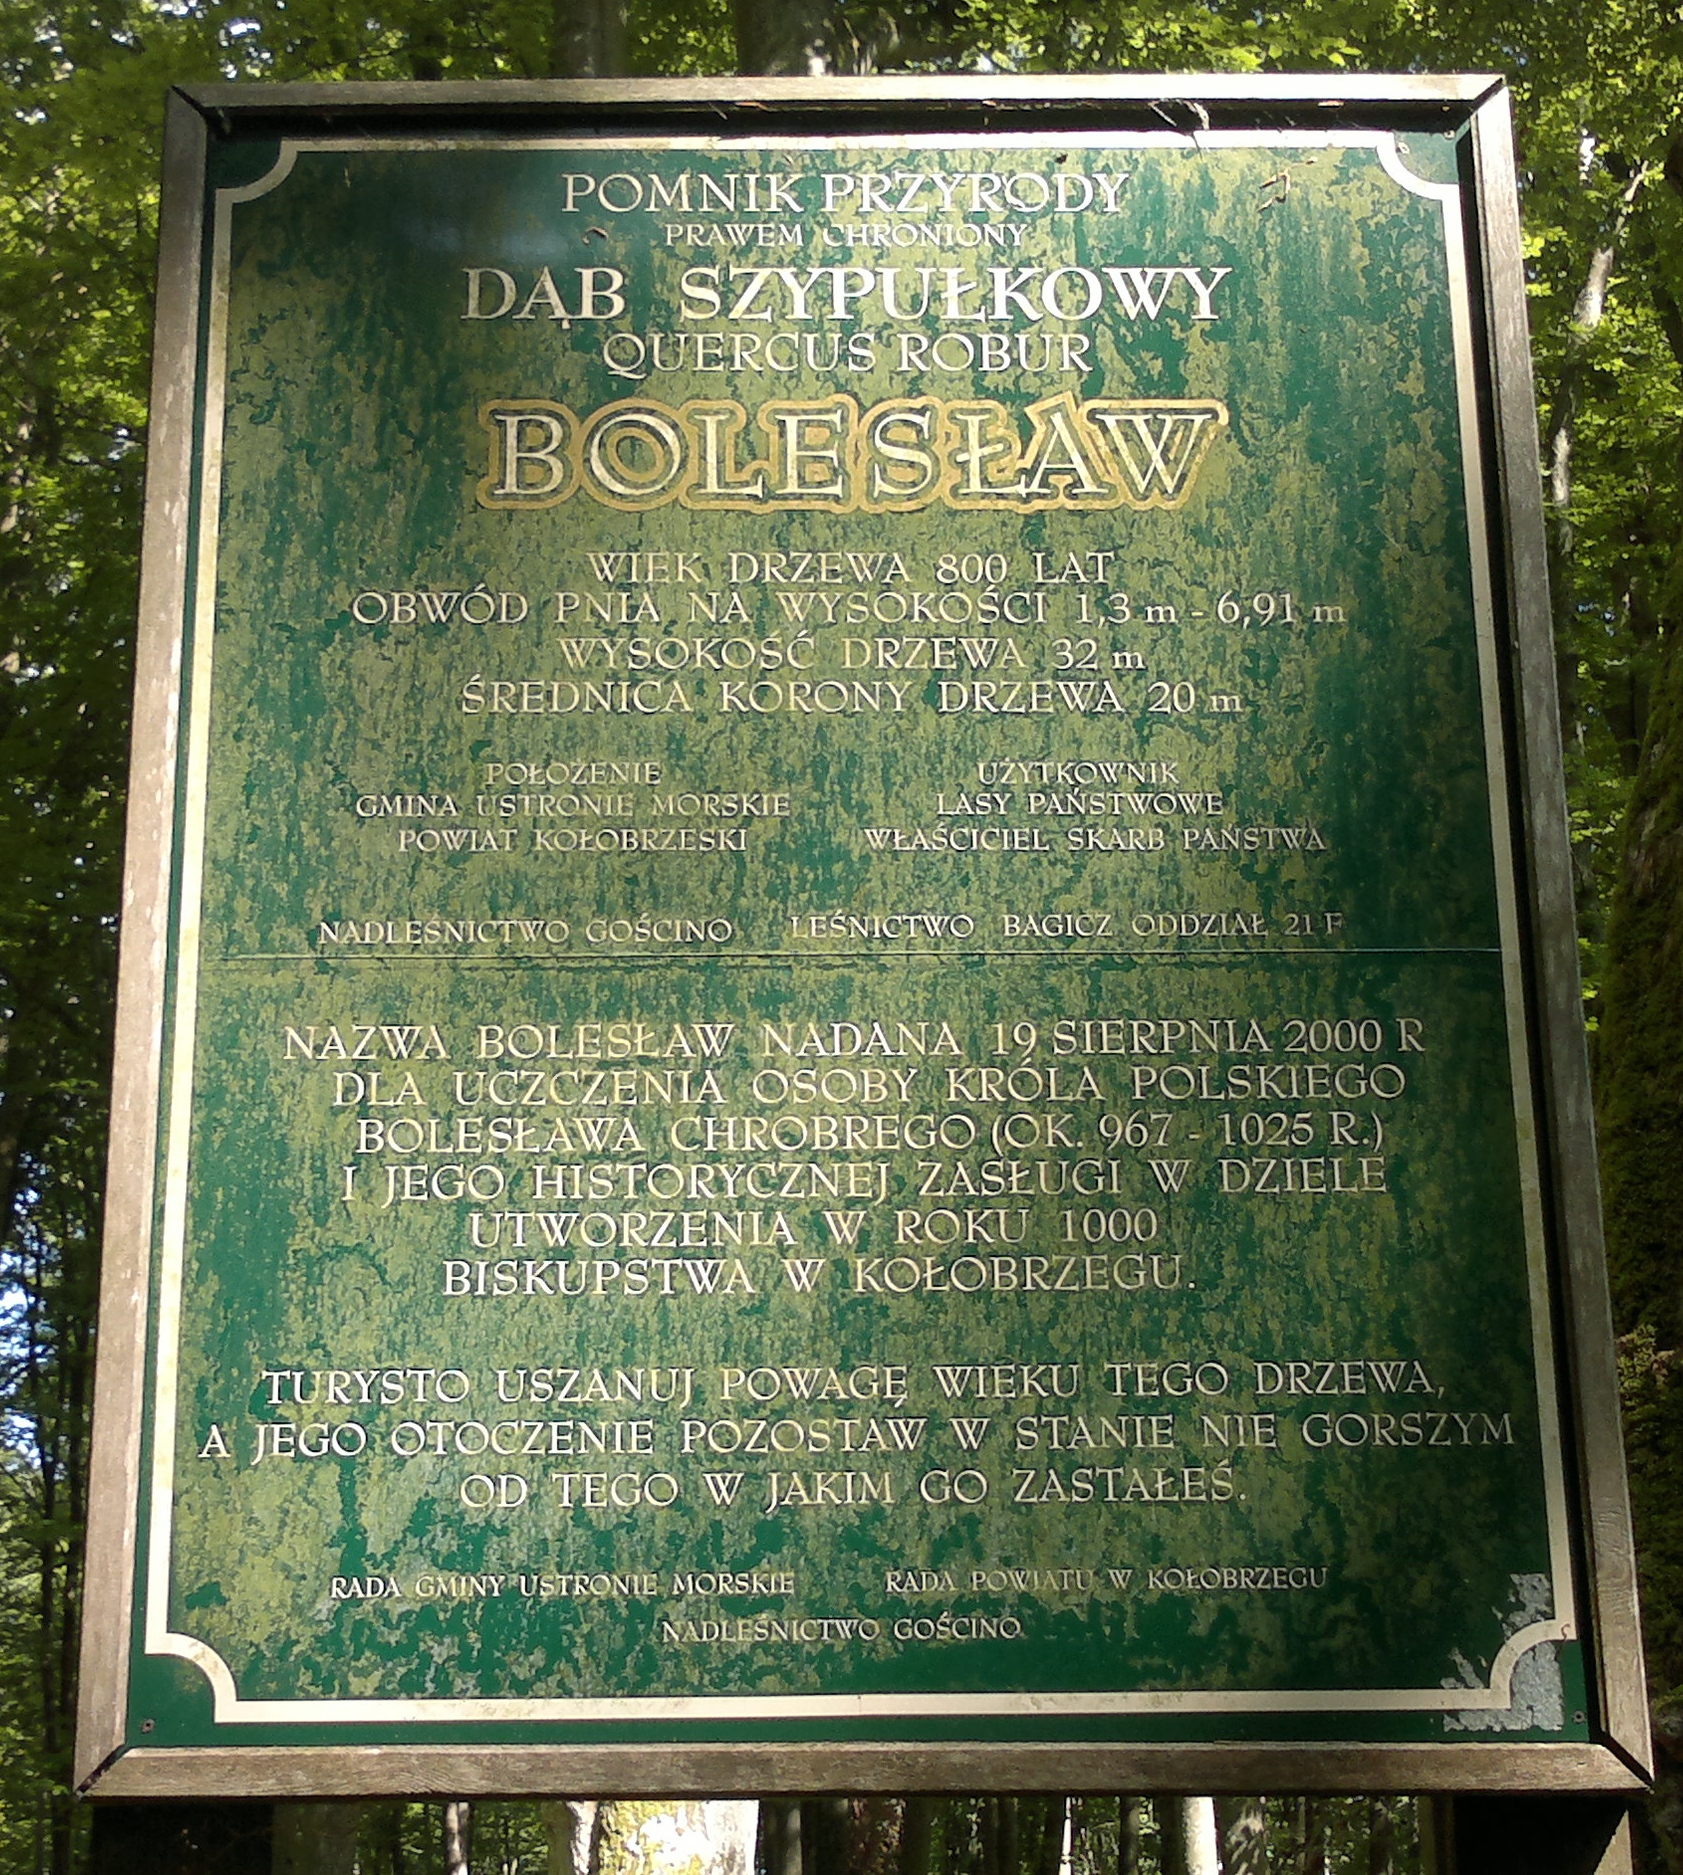 POMNIK PRZYRODY
PRAWEM CHRONIONY
DĄB SZYPUŁKOWY
QUERCUS ROBUR
BOLESŁAW
WIEK DRZEWA 800 LAT
OBWÓD PNIA NA WYSOKOŚCI 1,3 m - 6,91 m
WYSOKOŚĆ DRZEWA 32 m
ŚREDNICA KORONY DRZEWA 20 m
POŁOŻENIE
GMINA USTRONIE MORSKIE
POWIAT KOŁOBRZESKI
UŻYTKOWNIK
LASY PAŃSTWOWE
WŁAŚCICIEL SKARB PAŃSTWA
NADLEŚNICTWO GOŚCINO LEŚNICTWO BAGICZ ODDZIAŁ 21 F
NAZWA BOLESŁAW NADANA 19 SIERPNIA 2000 R
DLA UCZCZENIA OSOBY KRÓLA POLSKIEGO
BOLESŁAWA CHROBREGO (OK. 967 - 1025 R.)
I JEGO HISTORYCZNEJ ZASŁUGI W DZIELE
UTWORZENIA W ROKU 1000
BISKUPSTWA W KOŁOBRZEGU.
TURYSTO USZANUJ POWAGĘ WIEKU TEGO DRZEWA,
A JEGO OTOCZENIE POZOSTAW W STANIE NIE GORSZYM
OD TEGO W JAKIM GO ZASTAŁEŚ.
RADA GMINY USTRONIE MORSKIE RADA POWIATU W KOŁOBRZEGU
NADLEŚNICTWO GOŚCINO